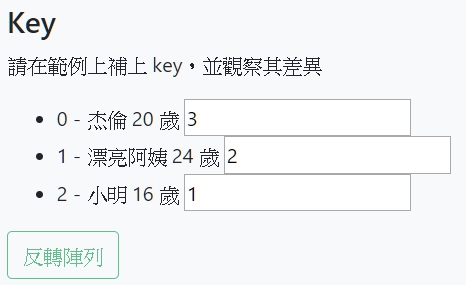 Key
請在範例上補上 key，並觀察其差異
0 - 杰倫 20 歲 3
1 - 漂亮阿姨 24 歲 2
2 - 小明 16 歲 1
反轉陣列